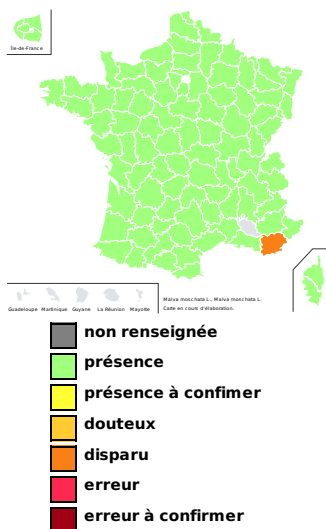 Île-de-France
Guadeloupe Martinique Guyane La Réunion Mayotte
Malva moschata L., Malva moschata L.
Carte en cours d'élaboration.
non renseignée
présence
présence à confimer
douteux
disparu
erreur
erreur à confirmer